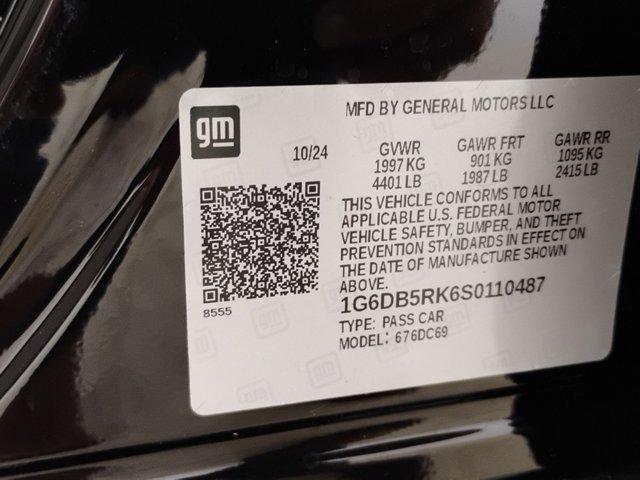 gm
MFD BY GENERAL MOTORS LLC
10/24
GVWR
1997 KG
4401 LB
GAWR FRT
901 KG
1987 LB
GAWR RR
1095 KG
2415 LB
THIS VEHICLE CONFORMS TO ALL
APPLICABLE U.S. FEDERAL MOTOR
VEHICLE SAFETY, BUMPER, AND THEFT
PREVENTION STANDARDS IN EFFECT ON
THE DATE OF MANUFACTURE SHOWN
ABOVE.
8555
1G6DB5RK6S0110487
TYPE: PASS CAR
MODEL: 676DC69